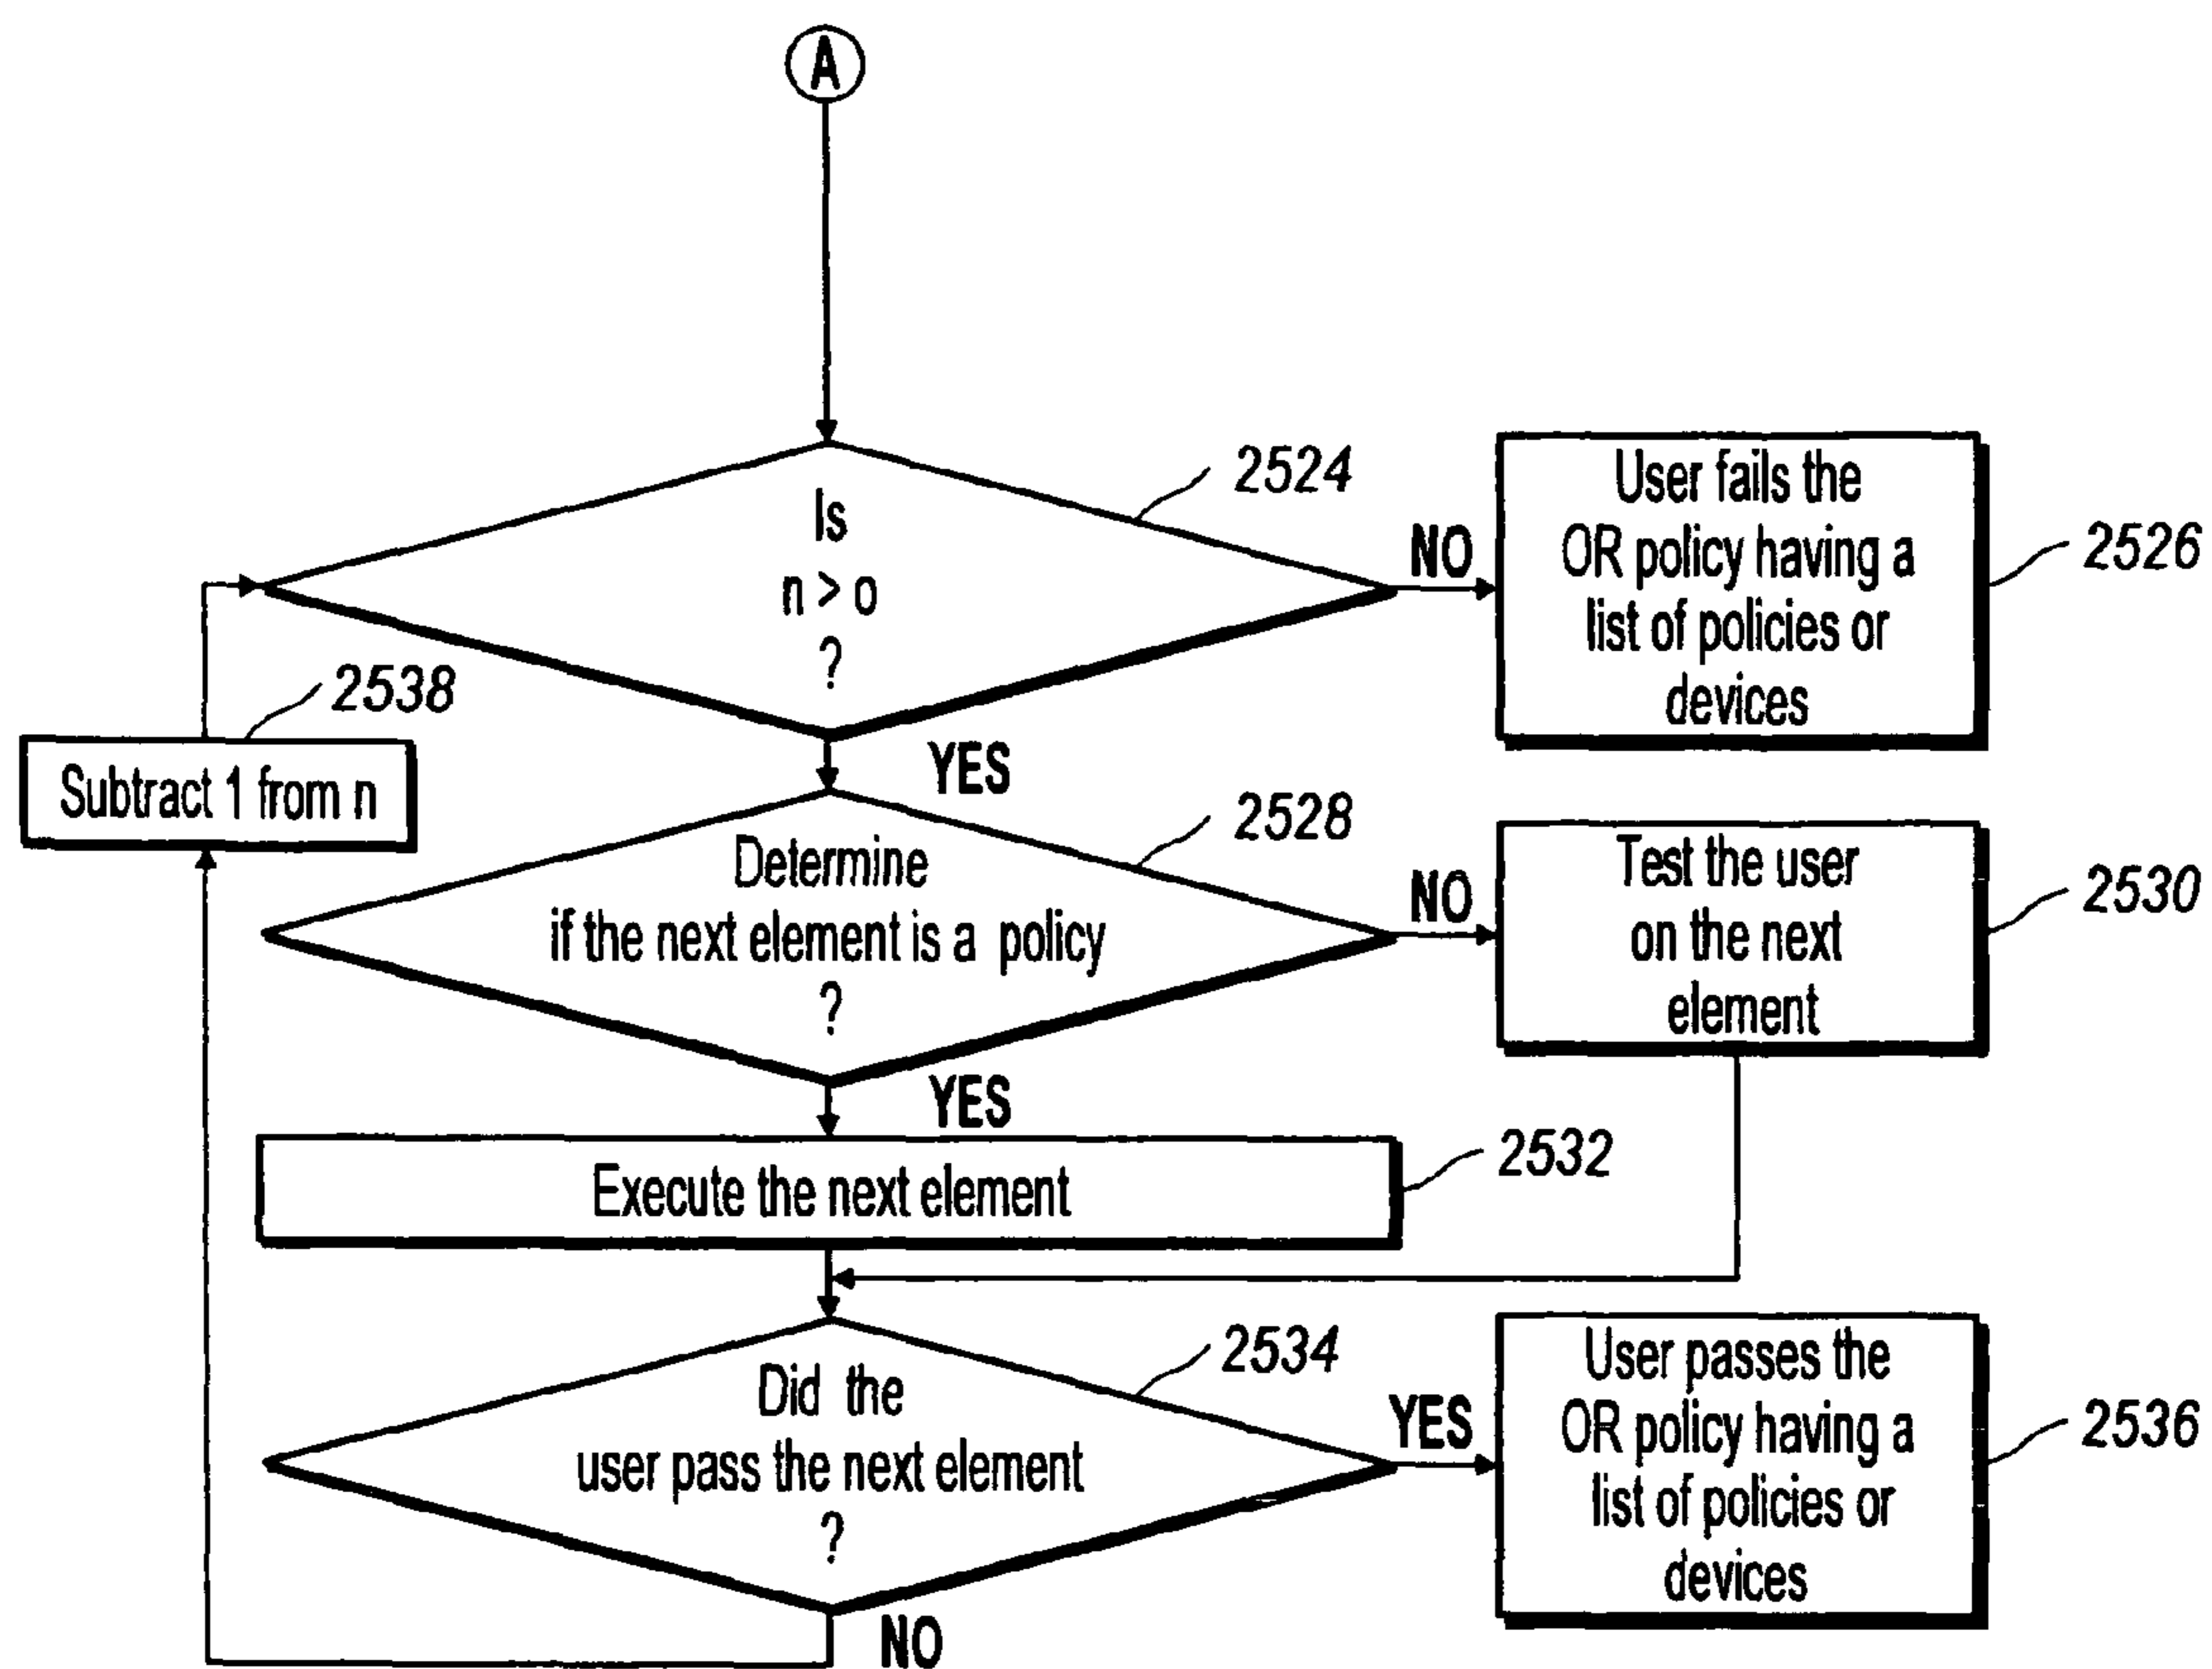 A
Is
n > o
?
2524
NO
User fails the
OR policy having a
list of policies or
devices
2526
2538
Subtract 1 from n
YES
Determine
if the next element is a policy
?
2528
NO
Test the user
on the next
element
2530
YES
Execute the next element
2532
Did the
user pass the next element
?
2534
YES
User passes the
OR policy having a
list of policies or
devices
2536
NO